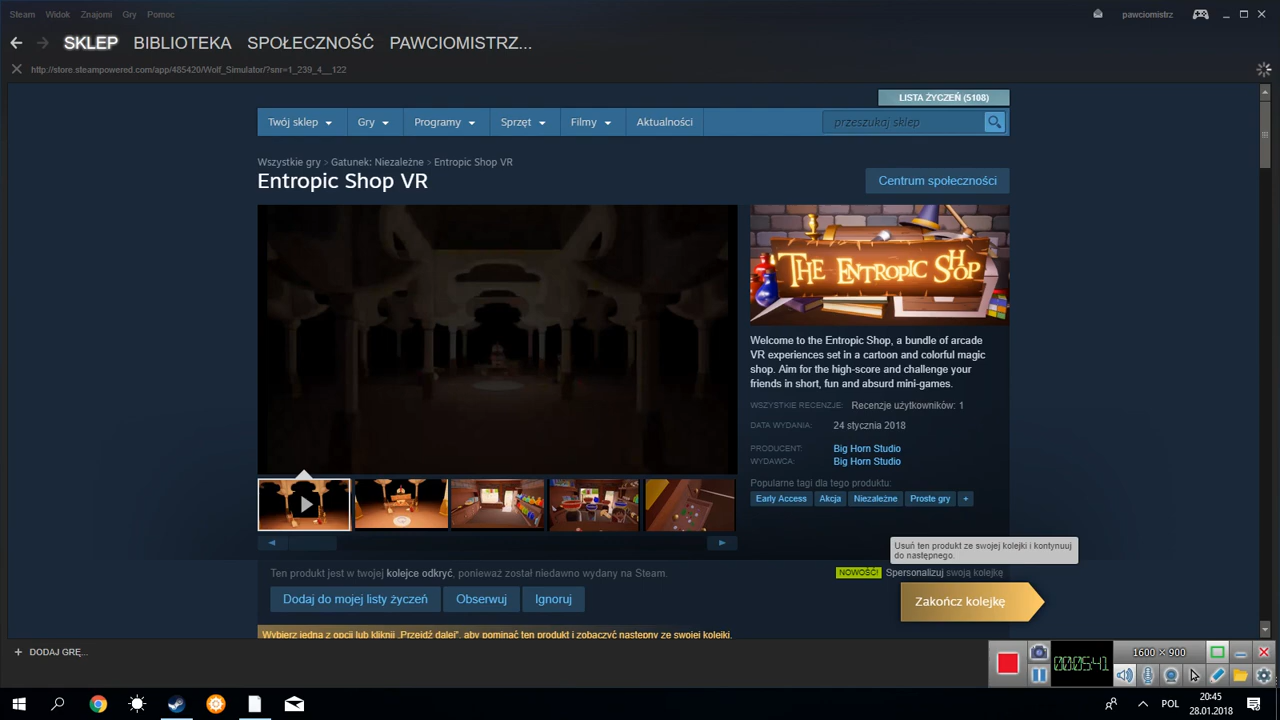 Steam Widok Znajomi Gry Pomoc
pawciomistrz
SKLEP BIBLIOTEKA SPOŁECZNOŚĆ PAWCIOMISTRZ...
http://store.steampowered.com/app/485420/Wolf_Simulator/?snr=1_239_4__122
LISTA ŻYCZEŃ (5108)
Twój sklep Gry Programy Sprzęt Filmy Aktualności przeszukaj sklep
Wszystkie gry > Gatunek: Niezależne > Entropic Shop VR
Entropic Shop VR
Centrum społeczności
THE ENTROPIC SHOP
Welcome to the Entropic Shop, a bundle of arcade
VR experiences set in a cartoon and colorful magic
shop. Aim for the high-score and challenge your
friends in short, fun and absurd mini-games.
WSZYSTKIE RECENZJE: Recenzje użytkowników: 1
DATA WYDANIA: 24 stycznia 2018
PRODUCENT: Big Horn Studio
WYDAWCA: Big Horn Studio
Popularne tagi dla tego produktu:
Early Access Akcja Niezależne Proste gry +
Usuń ten produkt ze swojej kolejki i kontynuuj
do następnego.
Ten produkt jest w twojej kolejce odkryć, ponieważ został niedawno wydany na Steam.
NOWOŚĆ! Spersonalizuj swoją kolejkę
Dodaj do mojej listy życzeń Obserwuj Ignoruj
Zakończ kolejkę
Wybierz jedną z opcji lub kliknij „Przejdź dalej”, aby pominąć ten produkt i zobaczyć następny ze swojej kolejki.
+ DODAJ GRĘ...
000:5:41
1600 × 900
POL
20:45
28.01.2018